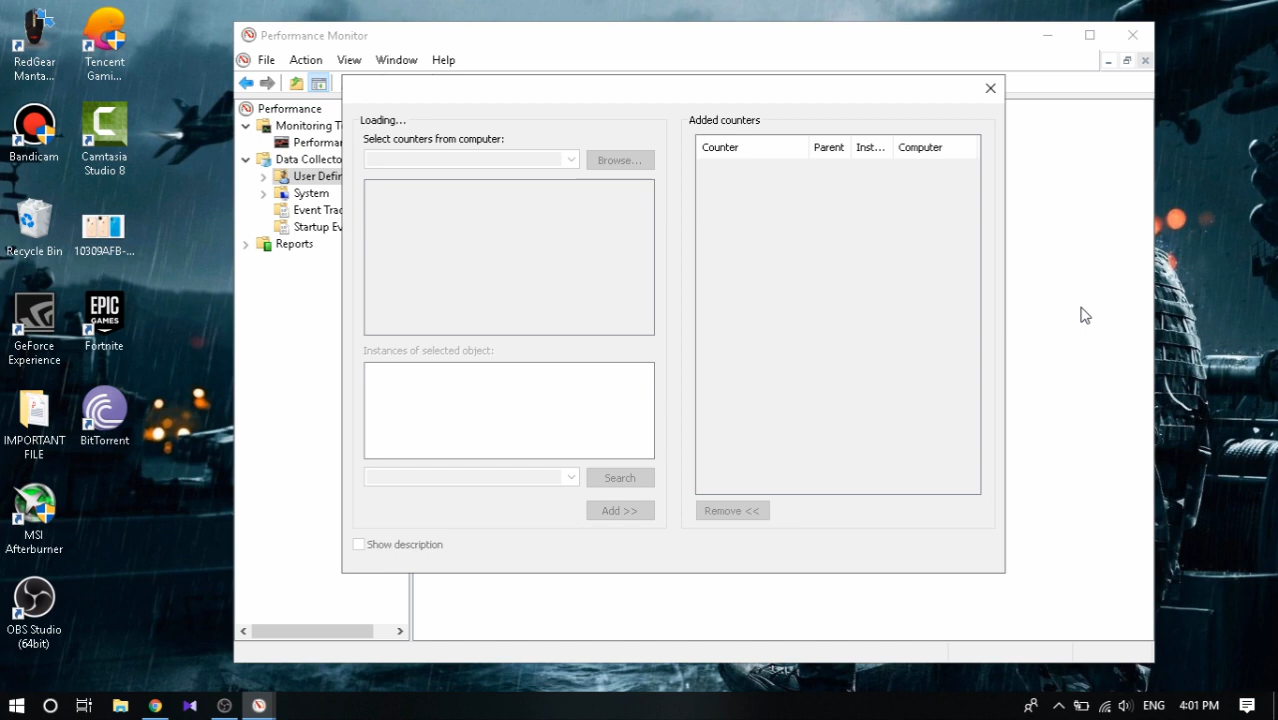 RedGear
Manta...
Tencent
Gami...
Bandicam
Camtasia
Studio 8
Recycle Bin
10309AFB-...
GeForce
Experience
EPIC
GAMES
Fortnite
IMPORTANT
FILE
BitTorrent
MSI
Afterburner
OBS Studio
(64bit)
Performance Monitor
File Action View Window Help
Performance
Monitoring T
Performa
Data Collecto
User Defin
System
Event Trac
Startup Ev
Reports
Loading...
Select counters from computer:
Browse...
Instances of selected object:
Search
Add >>
Show description
Added counters
Counter Parent Inst... Computer
Remove <<
ENG 4:01 PM